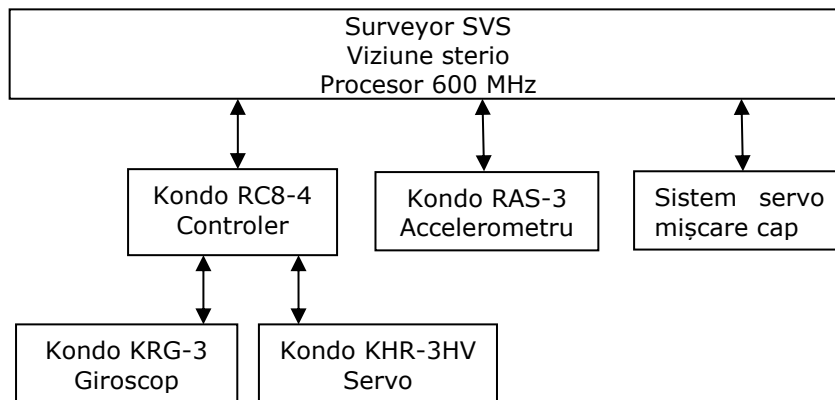 Surveyor SVS
Viziune sterio
Procesor 600 MHz
Kondo RC8-4
Controler
Kondo RAS-3
Accelerometru
Sistem servo
mișcare cap
Kondo KRG-3
Giroscop
Kondo KHR-3HV
Servo